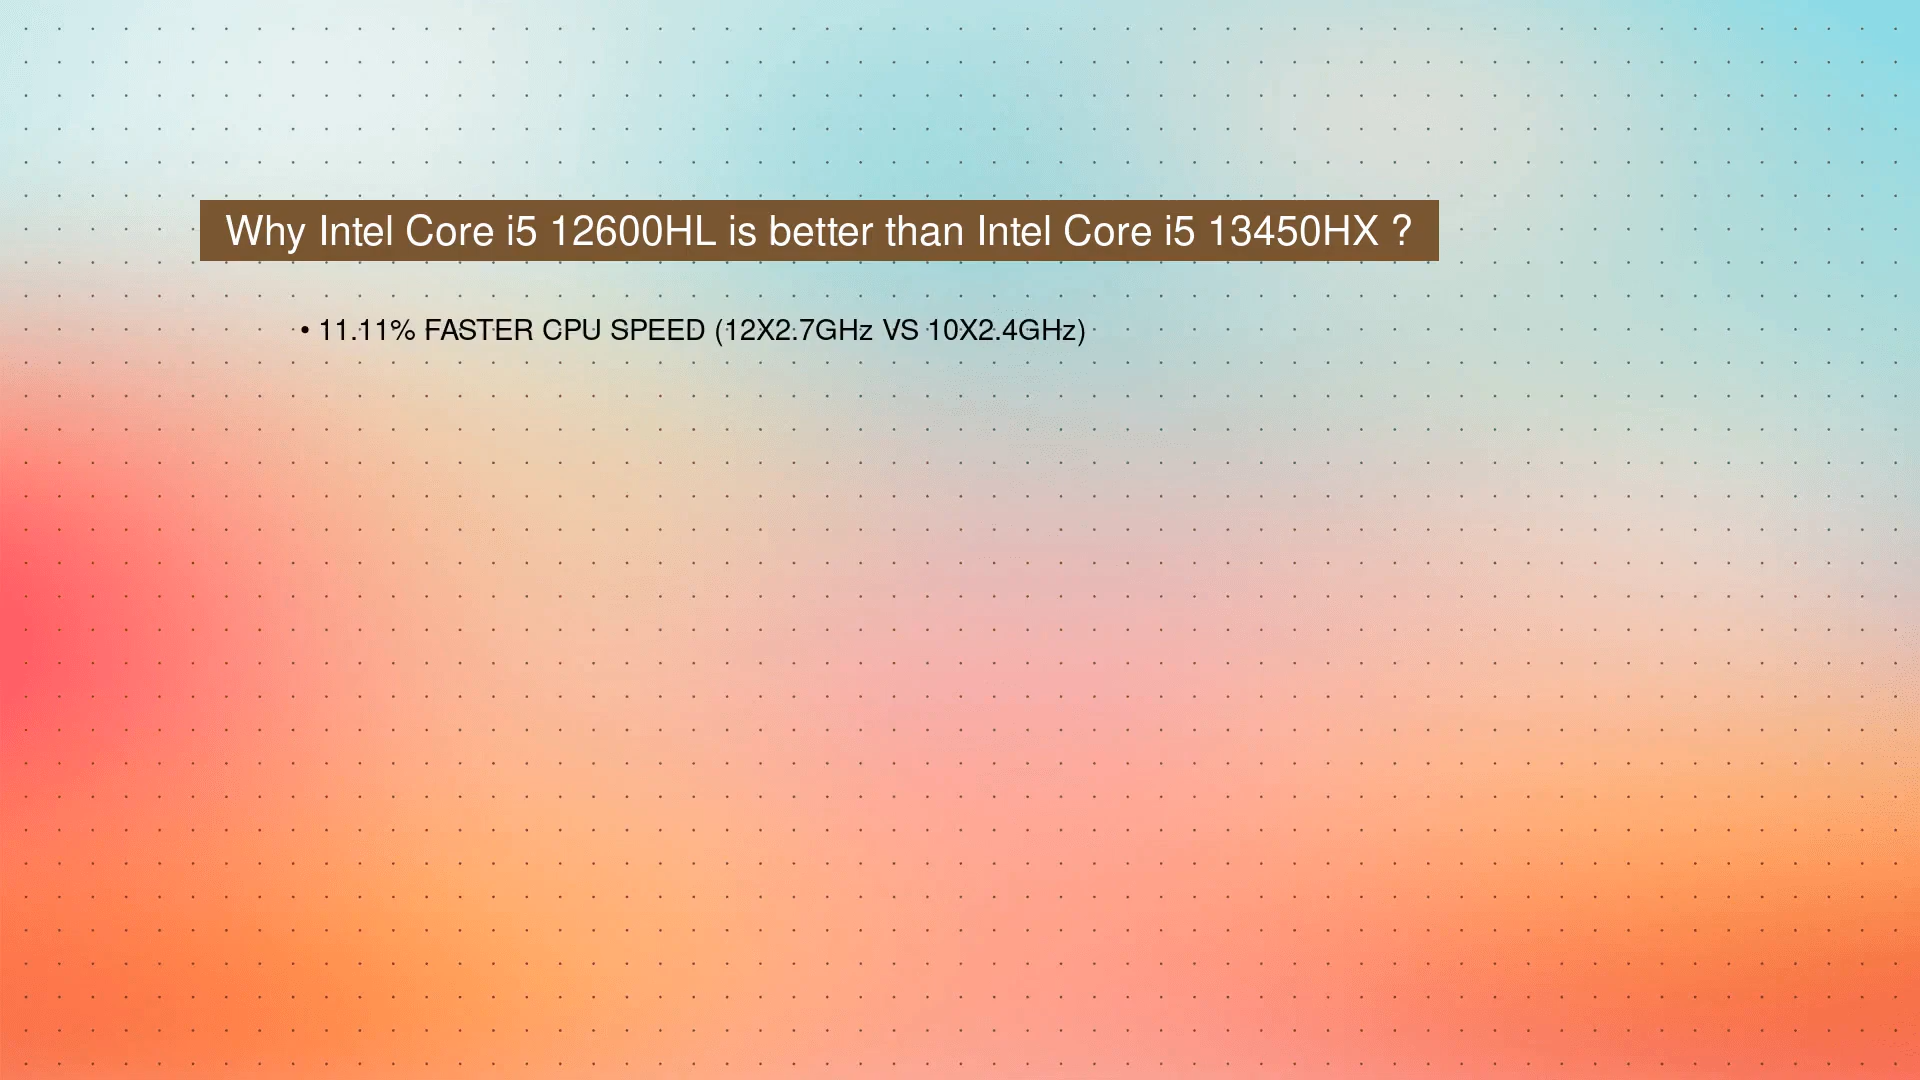 Why Intel Core i5 12600HL is better than Intel Core i5 13450HX ?
• 11.11% FASTER CPU SPEED (12X2.7GHz VS 10X2.4GHz)